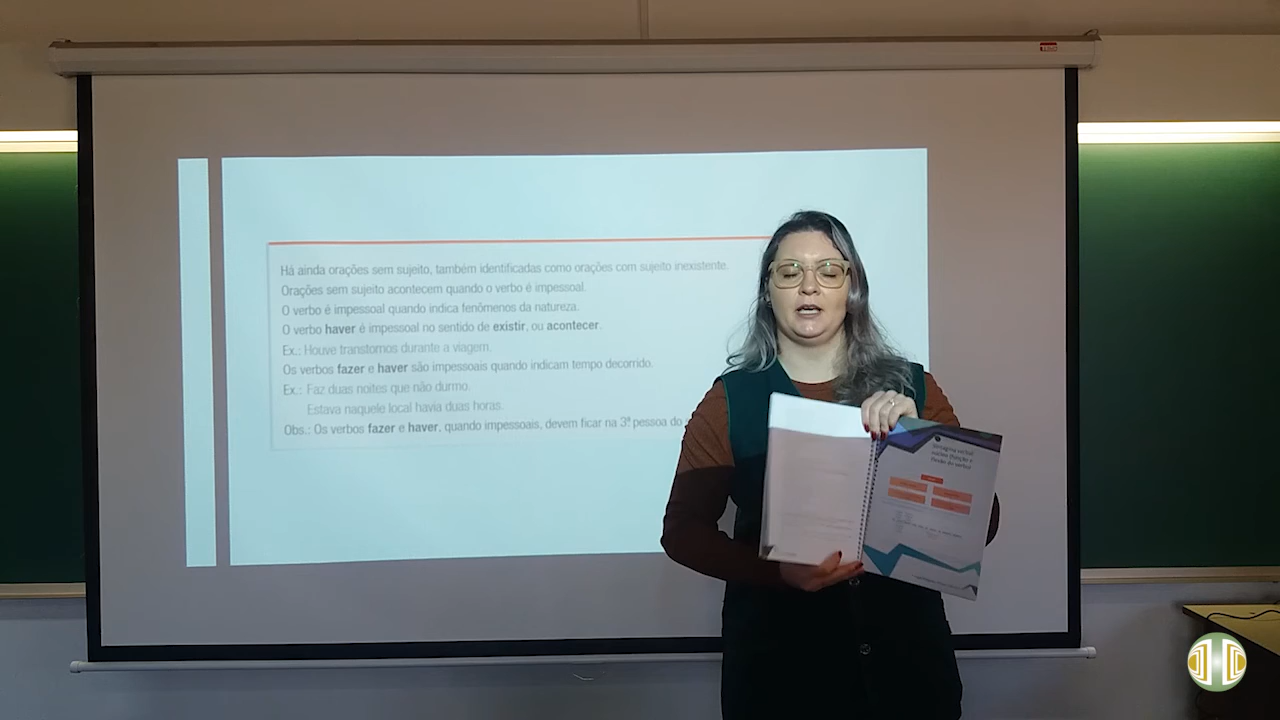 Há ainda orações sem sujeito, também identificadas como orações com sujeito inexistente.
Orações sem sujeito acontecem quando o verbo é impessoal.
O verbo é impessoal quando indica fenômenos da natureza.
O verbo haver é impessoal no sentido de existir, ou acontecer.
Ex.: Houve transtornos durante a viagem.
Os verbos fazer e haver são impessoais quando indicam tempo decorrido.
Ex.: Faz duas noites que não durmo.
Estava naquele local havia duas horas.
Obs.: Os verbos fazer e haver, quando impessoais, devem ficar na 3ª pessoa do